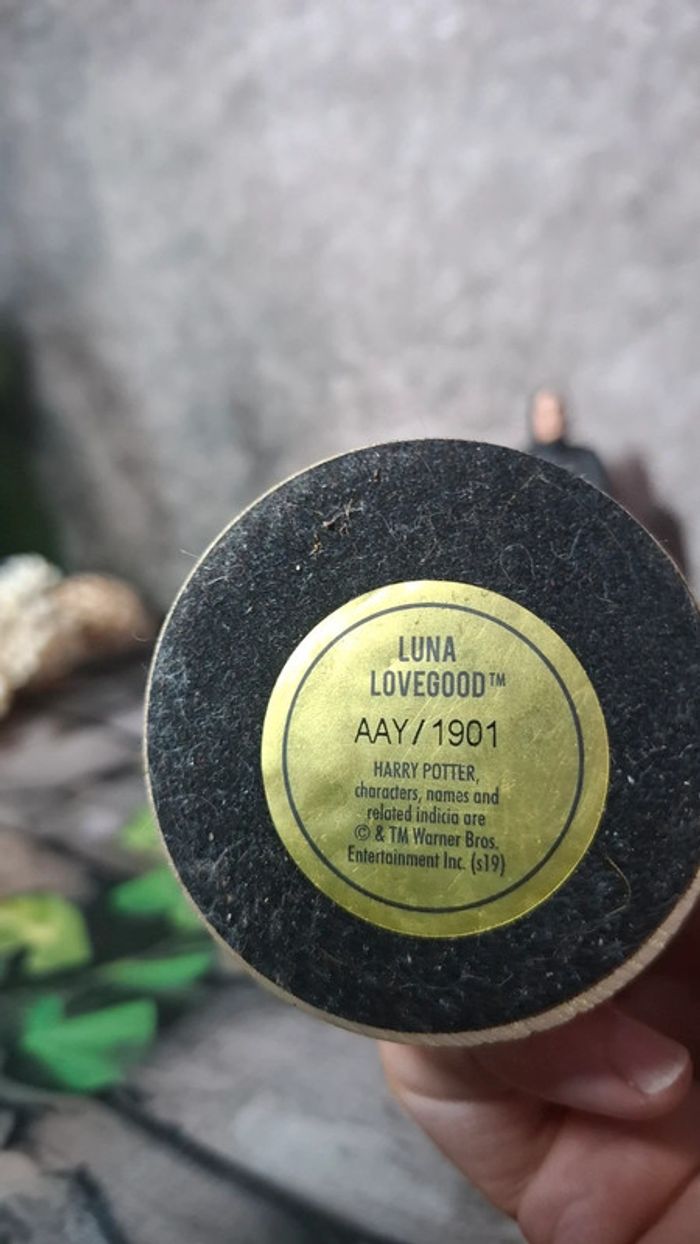 LUNA
LOVEGOOD™
AAY/1901
HARRY POTTER,
characters, names and
related indicia are
© & TM Warner Bros.
Entertainment Inc. (s19)